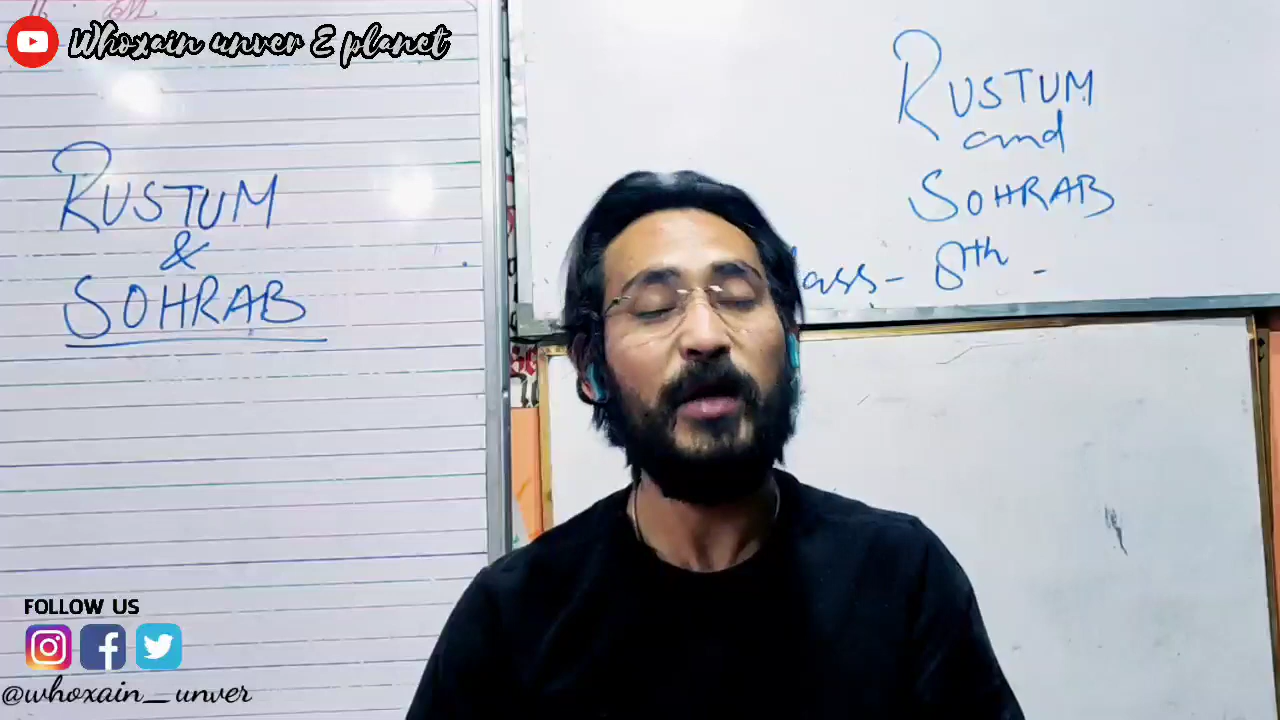 Whoxain unver E planet
RUSTUM
&
SOHRAB
RUSTUM
and
SOHRAB
lass- 8th -
FOLLOW US
@whoxain_unver